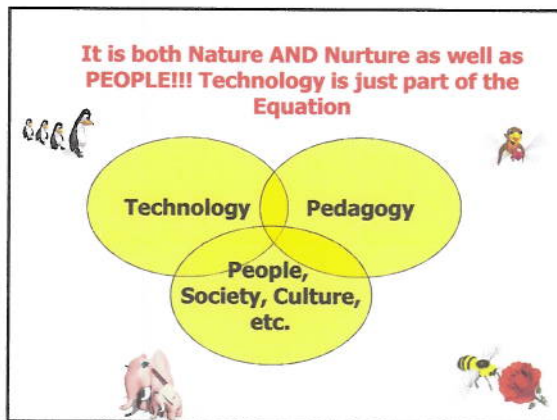 It is both Nature AND Nurture as well as
PEOPLE!!! Technology is just part of the
Equation
Technology
Pedagogy
People,
Society, Culture,
etc.